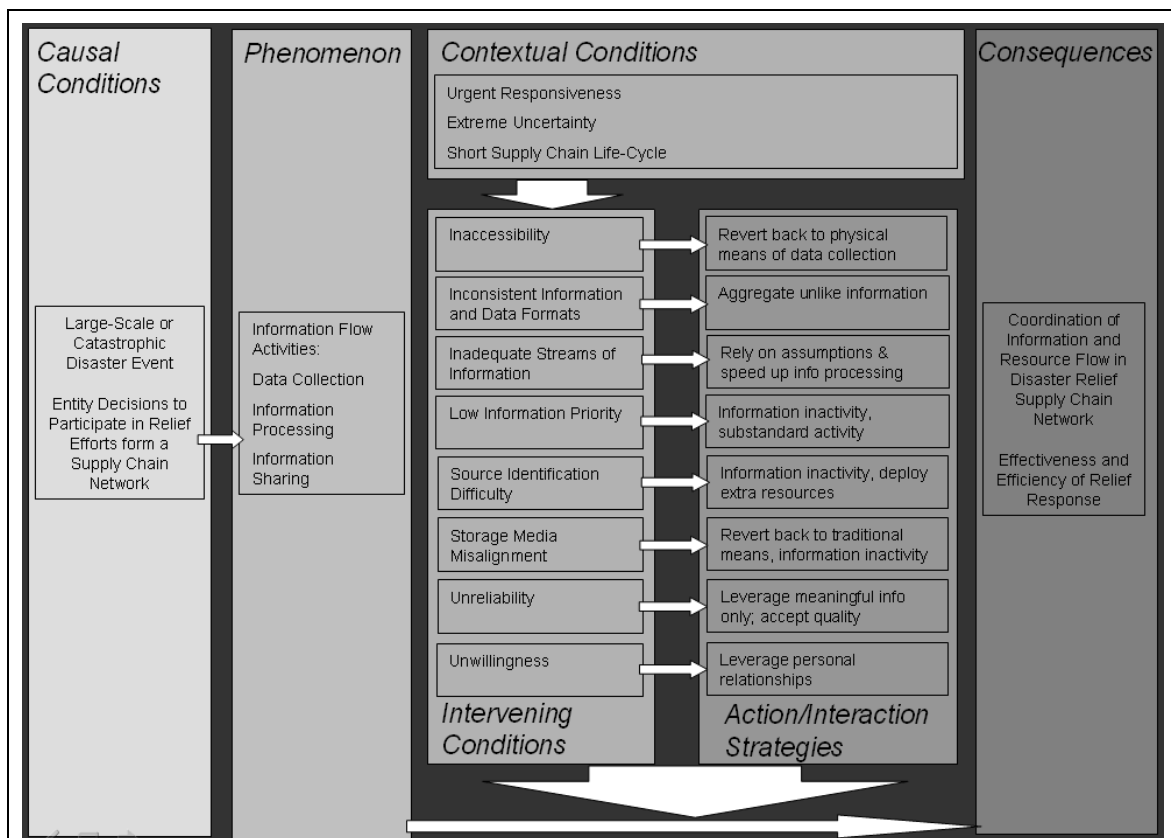 Causal
Conditions
Large-Scale or
Catastrophic
Disaster Event
Entity Decisions to
Participate in Relief
Efforts form a
Supply Chain
Network
Phenomenon
Information Flow
Activities:
Data Collection
Information
Processing
Information
Sharing
Contextual Conditions
Urgent Responsiveness
Extreme Uncertainty
Short Supply Chain Life-Cycle
Inaccessibility
Revert back to physical
means of data collection
Inconsistent Information
and Data Formats
Aggregate unlike information
Inadequate Streams of
Information
Rely on assumptions &
speed up info processing
Low Information Priority
Information inactivity,
substandard activity
Source Identification
Difficulty
Information inactivity, deploy
extra resources
Storage Media
Misalignment
Revert back to traditional
means, information inactivity
Unreliability
Leverage meaningful info
only; accept quality
Unwillingness
Leverage personal
relationships
Intervening
Conditions
Action/Interaction
Strategies
Consequences
Coordination of
Information and
Resource Flow in
Disaster Relief
Supply Chain
Network
Effectiveness and
Efficiency of Relief
Response